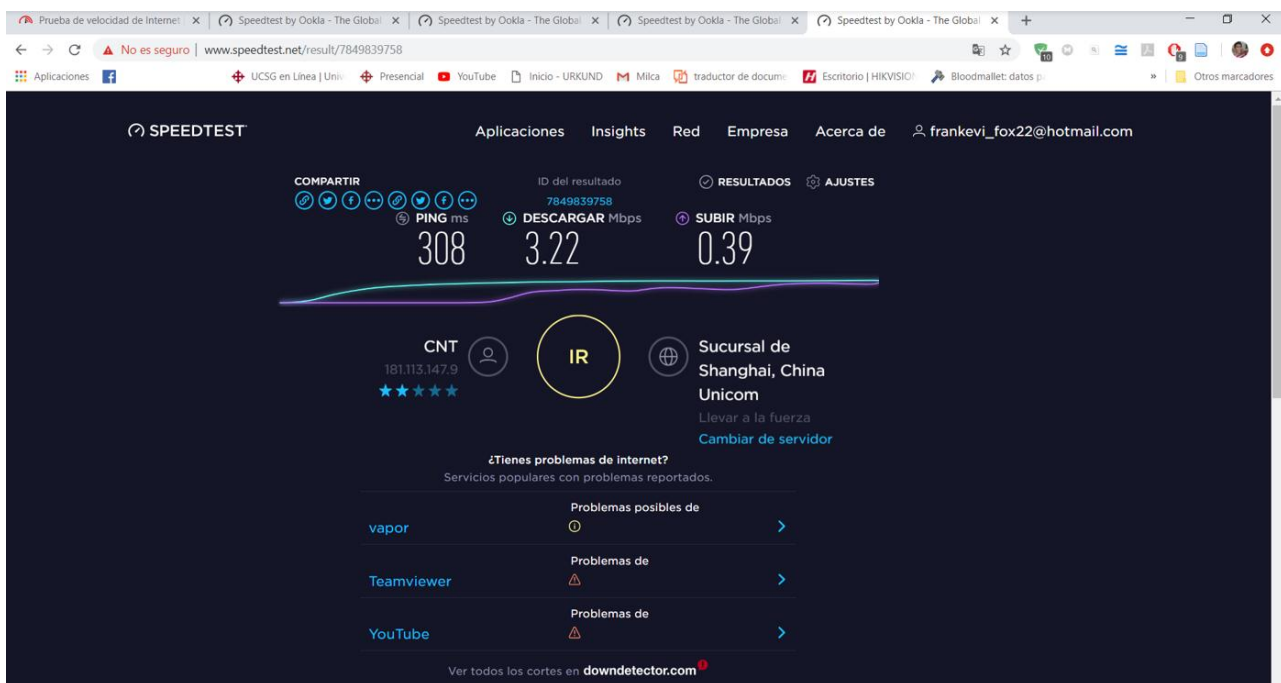 Prueba de velocidad de Internet
Speedtest by Ookla - The Global
Speedtest by Ookla - The Global
Speedtest by Ookla - The Global
Speedtest by Ookla - The Global
No es seguro | www.speedtest.net/result/7849839758
10
9
Aplicaciones
UCSG en Línea | Univ
Presencial
YouTube
Inicio - URKUND
Milca
traductor de docume
Escritorio | HIKVISION
Bloodmallet: datos p
»
Otros marcadores
SPEEDTEST
Aplicaciones
Insights
Red
Empresa
Acerca de
frankevi_fox22@hotmail.com
COMPARTIR
ID del resultado
7849839758
RESULTADOS
AJUSTES
PING ms
308
DESCARGAR Mbps
3.22
SUBIR Mbps
0.39
CNT
181.113.147.9
IR
Sucursal de
Shanghai, China
Unicom
Llevar a la fuerza
Cambiar de servidor
¿Tienes problemas de internet?
Servicios populares con problemas reportados.
Problemas posibles de
vapor
Problemas de
Teamviewer
Problemas de
YouTube
Ver todos los cortes en downdetector.com